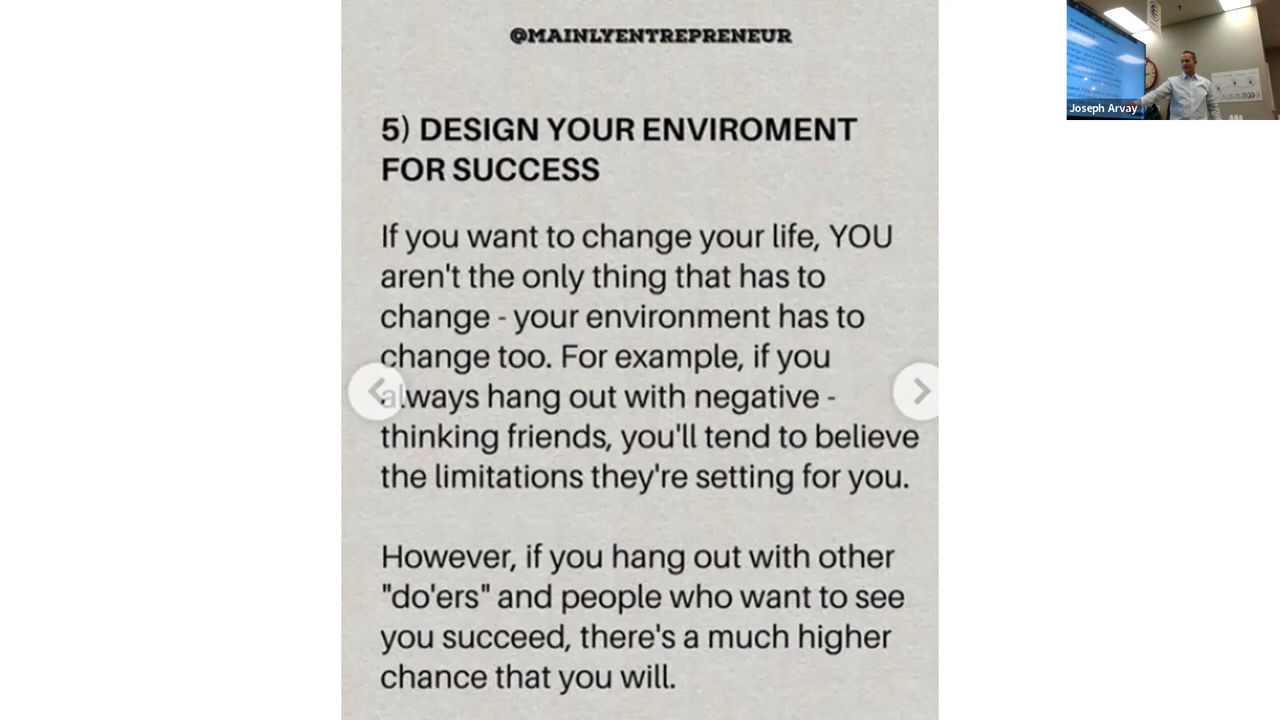 @MAINLYENTREPRENEUR
5) DESIGN YOUR ENVIROMENT
FOR SUCCESS
If you want to change your life, YOU
aren't the only thing that has to
change - your environment has to
change too. For example, if you
always hang out with negative -
thinking friends, you'll tend to believe
the limitations they're setting for you.
However, if you hang out with other
"do'ers" and people who want to see
you succeed, there's a much higher
chance that you will.
Joseph Arvay